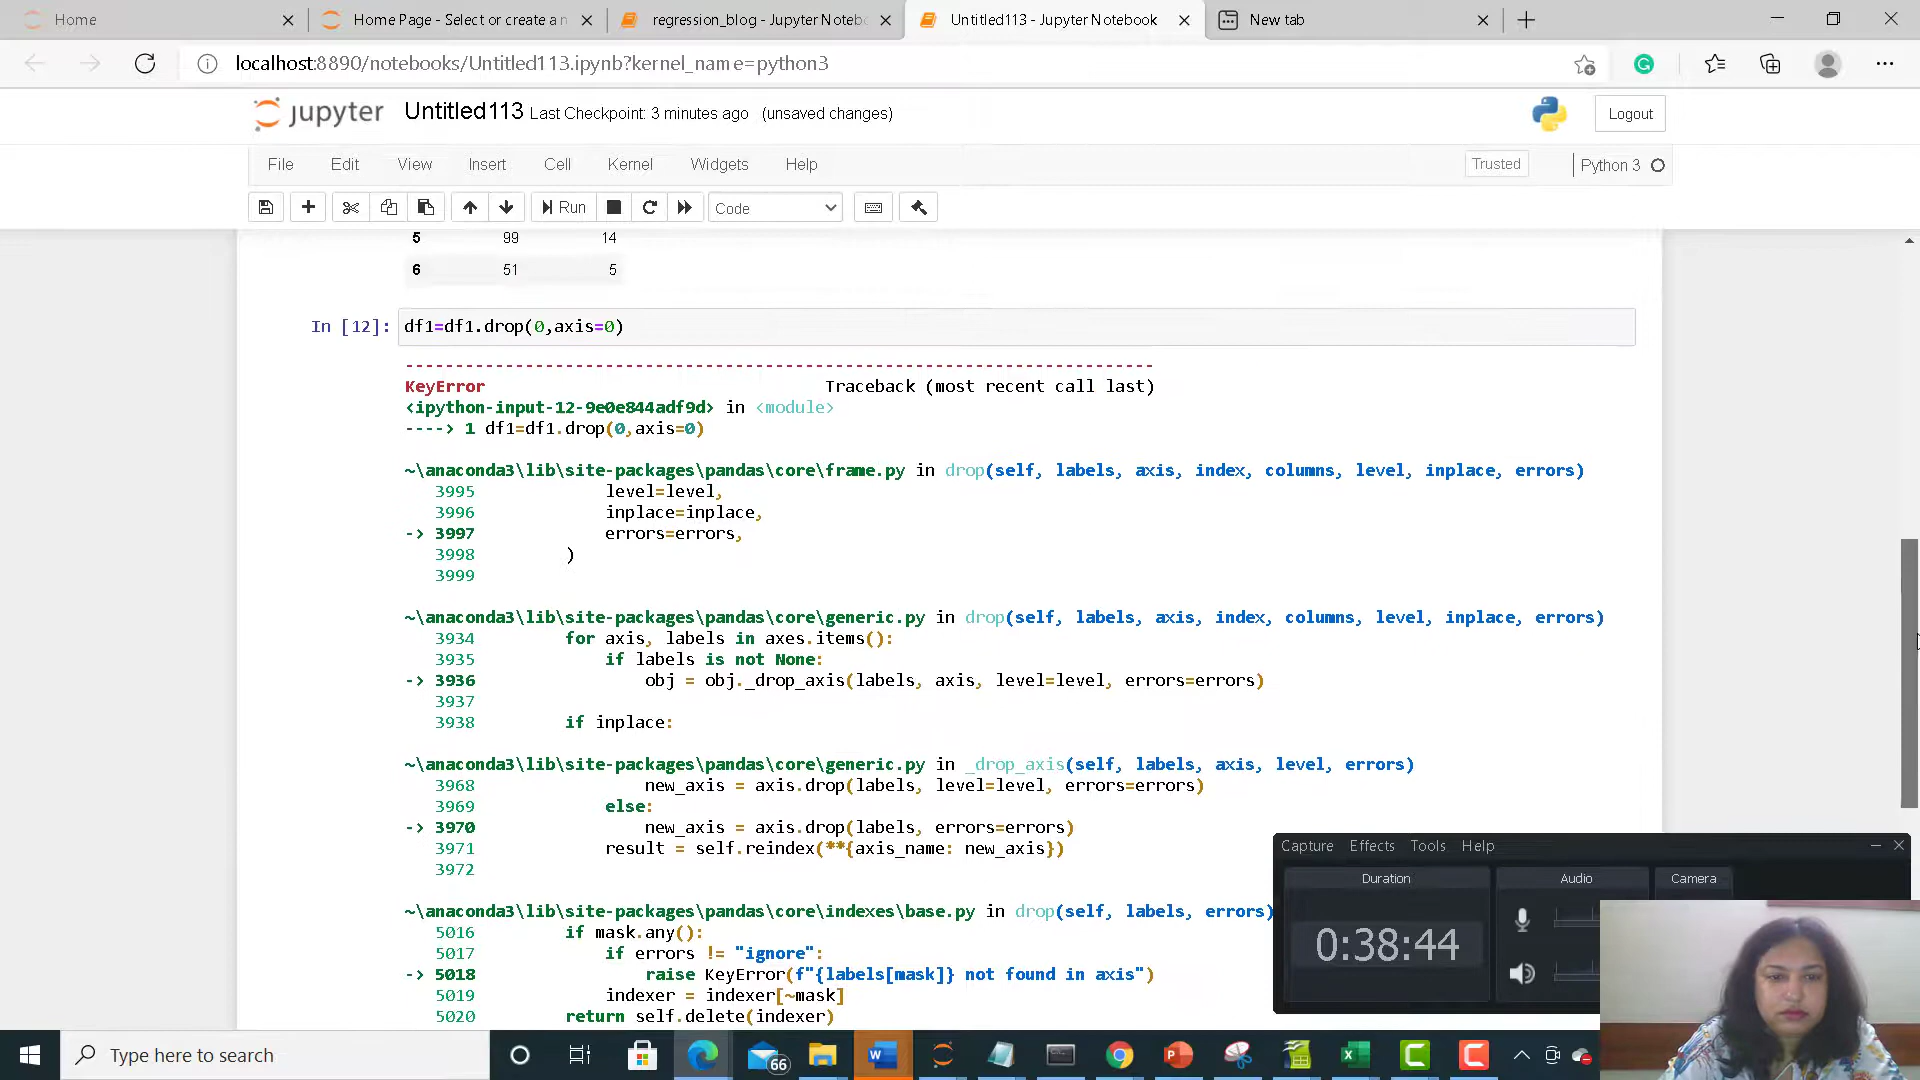 Home
Home Page - Select or create a n
regression_blog - Jupyter Notebo
Untitled113 - Jupyter Notebook
New tab
localhost:8890/notebooks/Untitled113.ipynb?kernel_name=python3
jupyter Untitled113 Last Checkpoint: 3 minutes ago (unsaved changes)
Logout
File Edit View Insert Cell Kernel Widgets Help
Trusted
Python 3
Run
Code
5 99 14
6 51 5
In [12]: df1=df1.drop(0,axis=0)
---------------------------------------------------------------------------
KeyError Traceback (most recent call last)
<ipython-input-12-9e0e844adf9d> in <module>
----> 1 df1=df1.drop(0,axis=0)
~\anaconda3\lib\site-packages\pandas\core\frame.py in drop(self, labels, axis, index, columns, level, inplace, errors)
3995 level=level,
3996 inplace=inplace,
-> 3997 errors=errors,
3998 )
3999
~\anaconda3\lib\site-packages\pandas\core\generic.py in drop(self, labels, axis, index, columns, level, inplace, errors)
3934 for axis, labels in axes.items():
3935 if labels is not None:
-> 3936 obj = obj._drop_axis(labels, axis, level=level, errors=errors)
3937
3938 if inplace:
~\anaconda3\lib\site-packages\pandas\core\generic.py in _drop_axis(self, labels, axis, level, errors)
3968 new_axis = axis.drop(labels, level=level, errors=errors)
3969 else:
-> 3970 new_axis = axis.drop(labels, errors=errors)
3971 result = self.reindex(**{axis_name: new_axis})
3972
~\anaconda3\lib\site-packages\pandas\core\indexes\base.py in drop(self, labels, errors)
5016 if mask.any():
5017 if errors != "ignore":
-> 5018 raise KeyError(f"{labels[mask]} not found in axis")
5019 indexer = indexer[~mask]
5020 return self.delete(indexer)
Capture Effects Tools Help
Duration
Audio
Camera
0:38:44
Type here to search
66